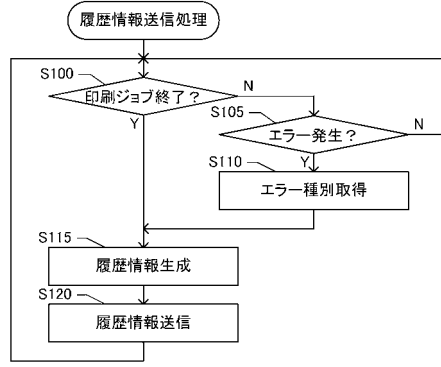 履歴情報送信処理
S100
印刷ジョブ終了？
N
S105
Y
エラー発生？
N
S110
Y
エラー種別取得
S115
履歴情報生成
S120
履歴情報送信